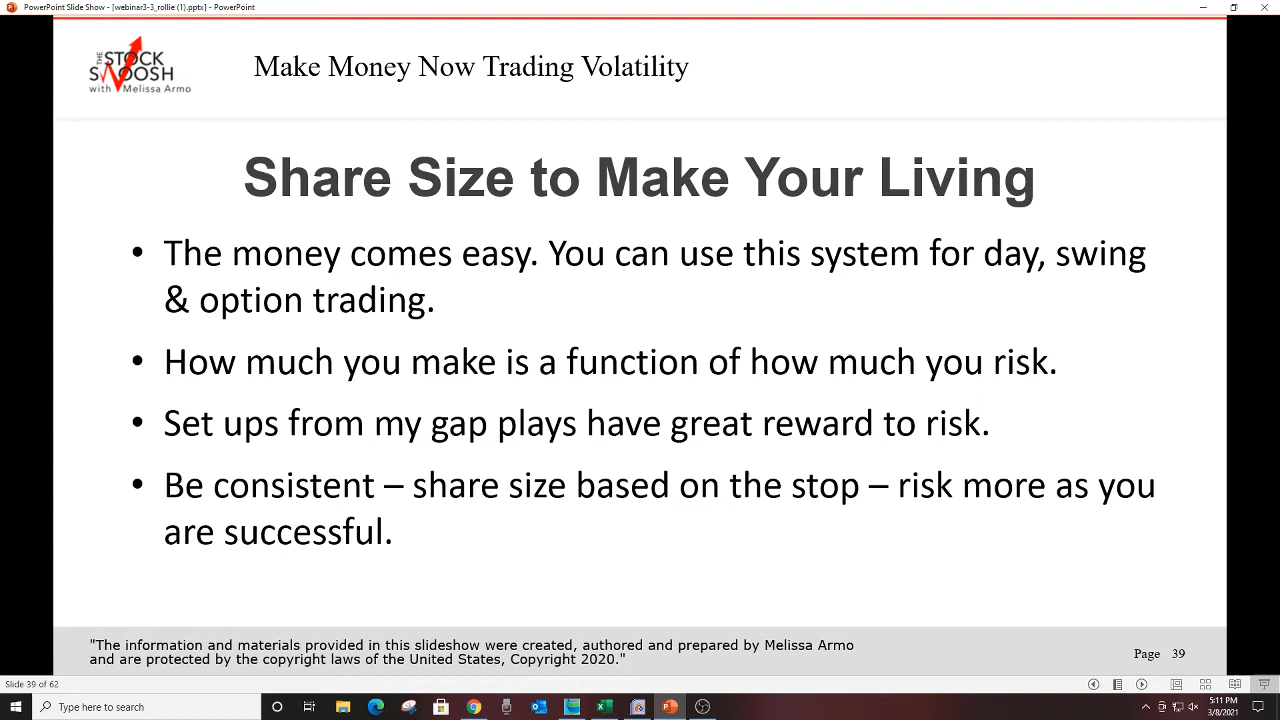 PowerPoint Slide Show - [webinar3-3_rollie (1).pptx] - PowerPoint
THE
STOCK
SWOOSH
with Melissa Armo
Make Money Now Trading Volatility
Share Size to Make Your Living
• The money comes easy. You can use this system for day, swing
& option trading.
• How much you make is a function of how much you risk.
• Set ups from my gap plays have great reward to risk.
• Be consistent – share size based on the stop – risk more as you
are successful.
"The information and materials provided in this slideshow were created, authored and prepared by Melissa Armo
and are protected by the copyright laws of the United States, Copyright 2020."
Page 39
Slide 39 of 62
Type here to search
5:11 PM
3/8/2021